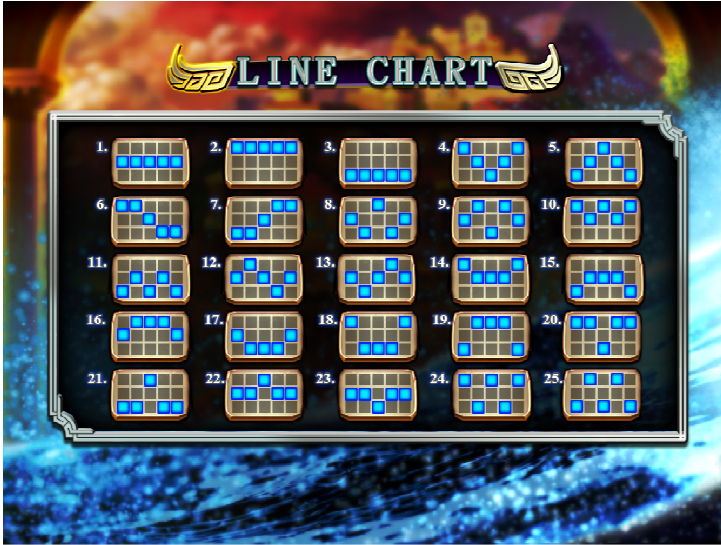 LINE CHART
1. 2. 3. 4. 5.
6. 7. 8. 9. 10.
11. 12. 13. 14. 15.
16. 17. 18. 19. 20.
21. 22. 23. 24. 25.